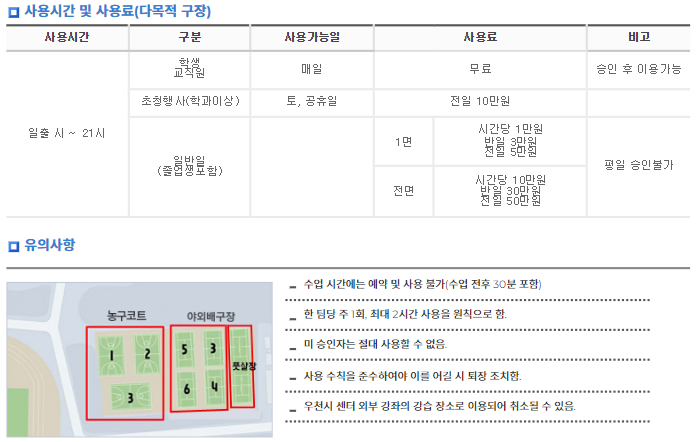 사용시간 및 사용료(다목적 구장)
사용시간 구분 사용가능일 사용료 비고
일출 시 ~ 21시
학생
교직원
매일 무료 승인 후 이용가능
초청행사(학과이상) 토, 공휴일 전일 10만원
일반일
(졸업생포함)
1면
시간당 1만원
반일 3만원
전일 5만원
전면
시간당 10만원
반일 30만원
전일 50만원
평일 승인불가
유의사항
농구코트 야외배구장
1 2 5 3
풋살장
3 6 4
수업 시간에는 예약 및 사용 불가(수업 전후 30분 포함)
한 팀당 주 1회, 최대 2시간 사용을 원칙으로 함.
미 승인자는 절대 사용할 수 없음.
사용 수칙을 준수하여야 이를 어길 시 퇴장 조치함.
우천시 센터 외부 강좌의 강습 장소로 이용되어 취소될 수 있음.